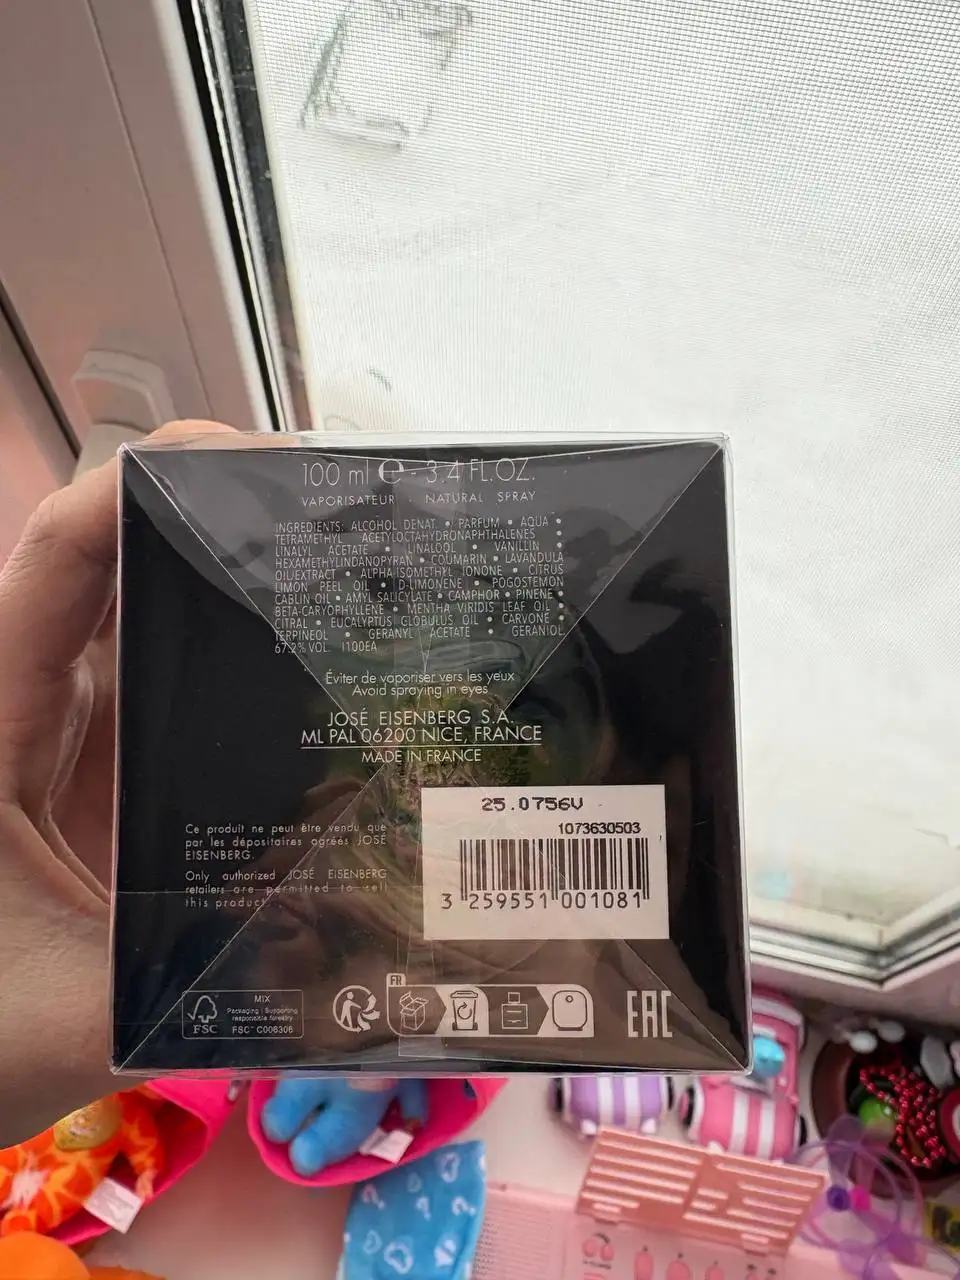 100 ml e - 3.4 FL.OZ.
VAPORISATEUR · NATURAL SPRAY
INGREDIENTS: ALCOHOL DENAT. • PARFUM • AQUA •
TETRAMETHYL ACETYLOCTAHYDRONAPHTHALENES •
LINALYL ACETATE • LINALOOL • VANILLIN •
HEXAMETHYLINDANOPYRAN • COUMARIN • LAVANDULA
OIL/EXTRACT • ALPHA-ISOMETHYL IONONE • CITRUS
LIMON PEEL OIL • D-LIMONENE • POGOSTEMON
CABLIN OIL • AMYL SALICYLATE • CAMPHOR • PINENE •
BETA-CARYOPHYLLENE • MENTHA VIRIDIS LEAF OIL •
CITRAL • EUCALYPTUS GLOBULUS OIL • CARVONE •
TERPINEOL • GERANYL ACETATE • GERANIOL.
67.2% VOL. I100EA
Éviter de vaporiser vers les yeux
Avoid spraying in eyes
JOSÉ EISENBERG S.A.
ML PAL 06200 NICE, FRANCE
MADE IN FRANCE
Ce produit ne peut être vendu que
par les dépositaires agréés JOSÉ
EISENBERG.
Only authorized JOSÉ EISENBERG
retailers are permitted to sell
this product.
25.0756V
1073630503
3 259551 001081
FSC
MIX
Packaging | Supporting
responsible forestry
FSC™ C006306
FR
EAC